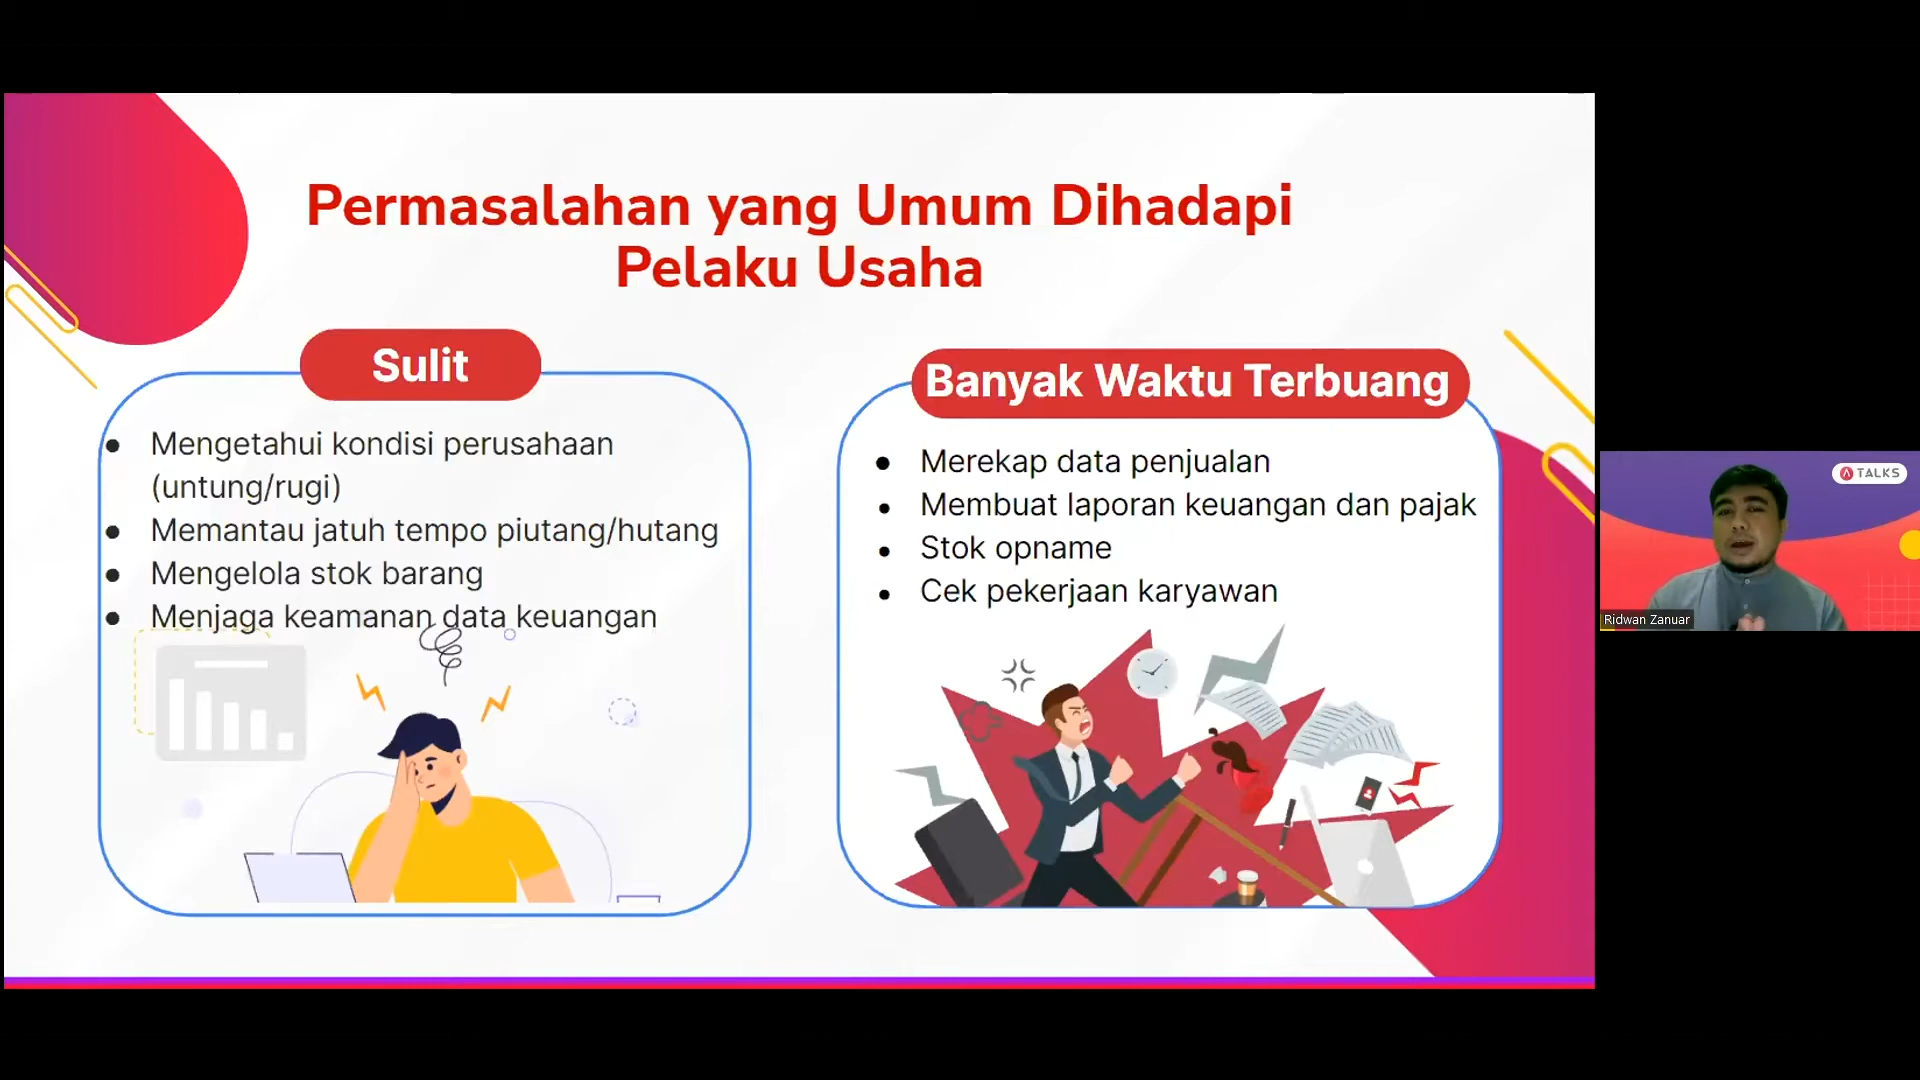 Permasalahan yang Umum Dihadapi
Pelaku Usaha
Sulit
● Mengetahui kondisi perusahaan
(untung/rugi)
● Memantau jatuh tempo piutang/hutang
● Mengelola stok barang
● Menjaga keamanan data keuangan
Banyak Waktu Terbuang
● Merekap data penjualan
● Membuat laporan keuangan dan pajak
● Stok opname
● Cek pekerjaan karyawan
TALKS
Ridwan Zanuar